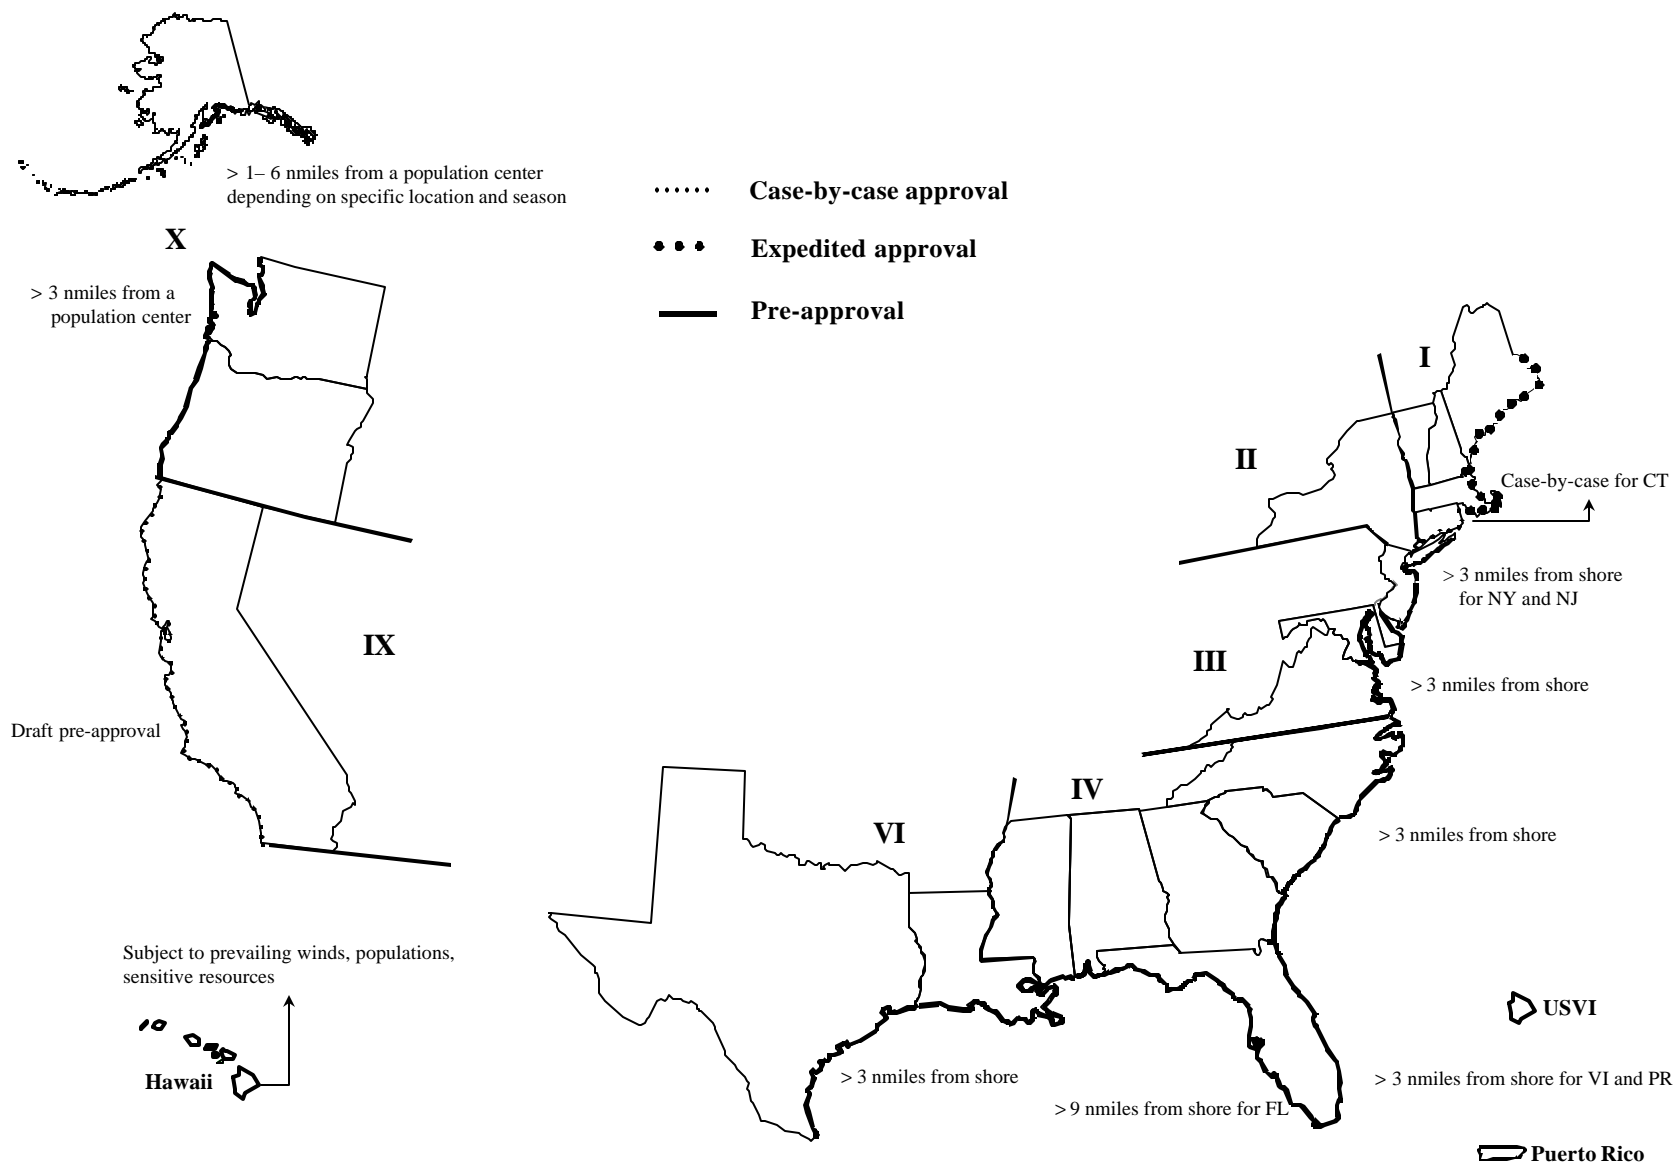 > 1– 6 nmiles from a population center
depending on specific location and season
Case-by-case approval
Expedited approval
Pre-approval
X
> 3 nmiles from a
population center
I
II
Case-by-case for CT
> 3 nmiles from shore
for NY and NJ
IX
III
> 3 nmiles from shore
Draft pre-approval
IV
VI
> 3 nmiles from shore
Subject to prevailing winds, populations,
sensitive resources
USVI
Hawaii
> 3 nmiles from shore
> 3 nmiles from shore for VI and PR
> 9 nmiles from shore for FL
Puerto Rico